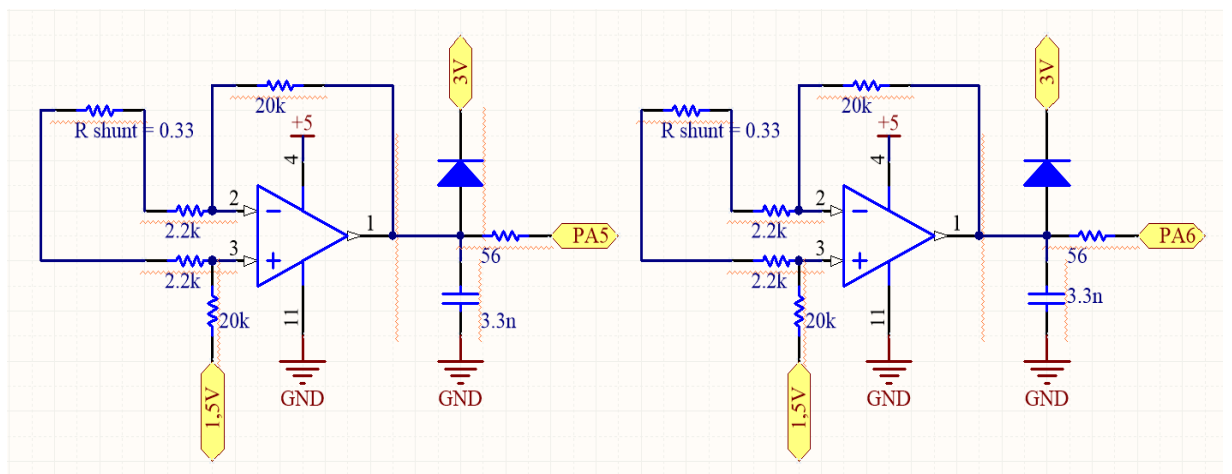 20k
R shunt = 0.33
+5
4
2
2.2k
3
2.2k
1
20k
11
GND
1,5V
3V
56
PA5
3.3n
GND
20k
R shunt = 0.33
+5
4
2
2.2k
3
2.2k
1
20k
11
GND
1,5V
3V
56
PA6
3.3n
GND